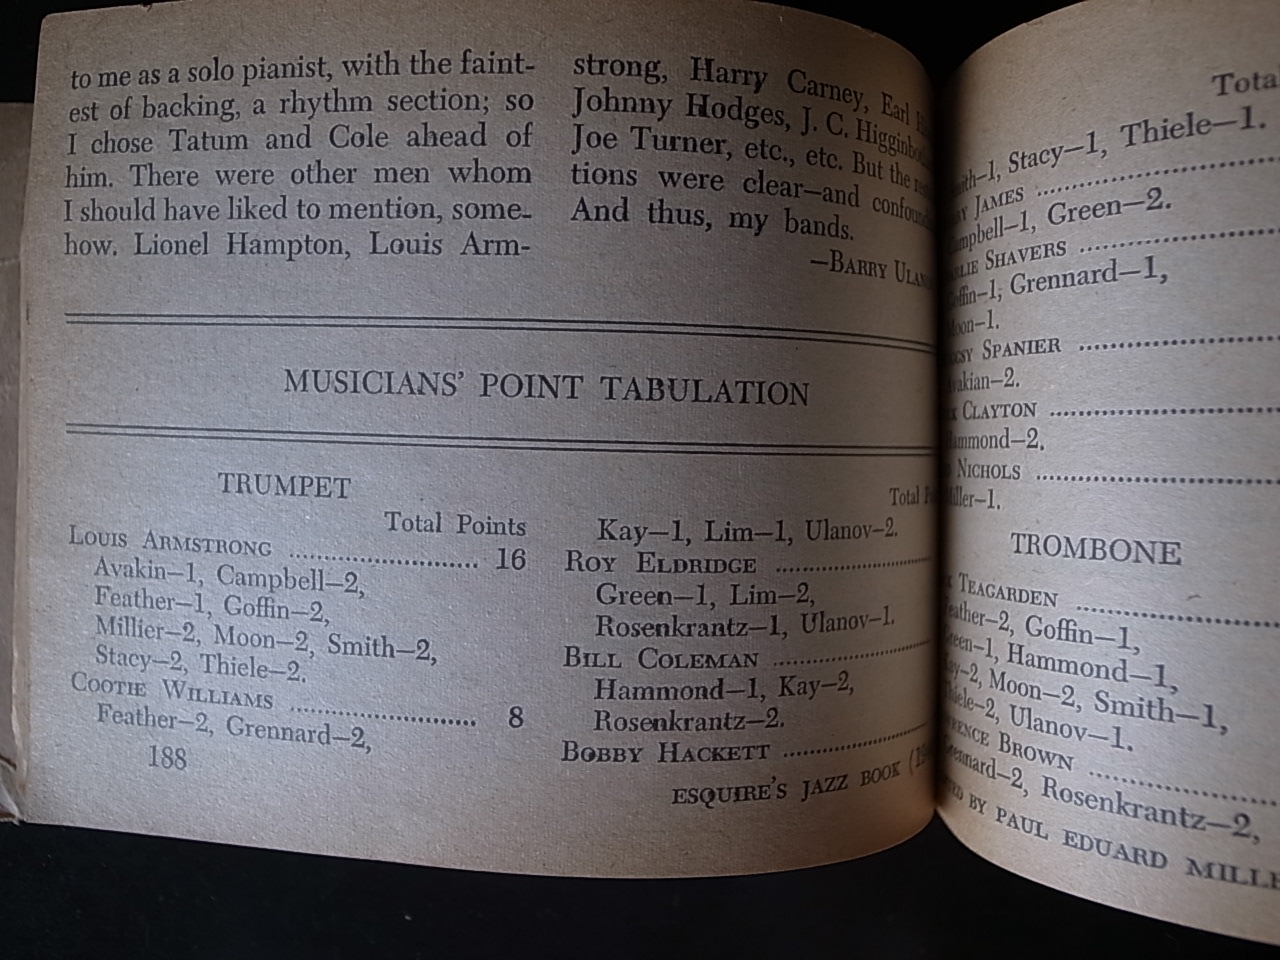 to me as a solo pianist, with the faint-
est of backing, a rhythm section; so
I chose Tatum and Cole ahead of
him. There were other men whom
I should have liked to mention, some-
how. Lionel Hampton, Louis Arm-
strong, Harry Carney, Earl
Johnny Hodges, J. C.
Joe Turner, etc., etc. But the
tions were clear—and
And thus, my bands.
—BARRY
MUSICIANS' POINT TABULATION
TRUMPET
Total Points
LOUIS ARMSTRONG .......................... 16
Avakin—1, Campbell—2,
Feather—1, Goffin—2,
Millier—2, Moon—2, Smith—2,
Stacy—2, Thiele—2.
COOTIE WILLIAMS .......................... 8
Feather—2, Grennard—2,
188
Total
Kay—1, Lim—1, Ulanov—2.
ROY ELDRIDGE ......................
Green—1, Lim—2,
Rosenkrantz—1, Ulanov—1.
BILL COLEMAN ......................
Hammond—1, Kay—2,
Rosenkrantz—2.
BOBBY HACKETT ......................
ESQUIRE'S JAZZ BOOK
Stacy—1, Thiele—1.
JAMES ......................
Green—2.
SHAVERS ......................
Grennard—1,
SPANIER ......................
CLAYTON ......................
NICHOLS ......................
TROMBONE
TEAGARDEN ......................
Goffin—1,
Hammond—1,
Moon—2, Smith—1,
Ulanov—1.
BROWN ......................
Rosenkrantz—2,
BY PAUL EDUARD